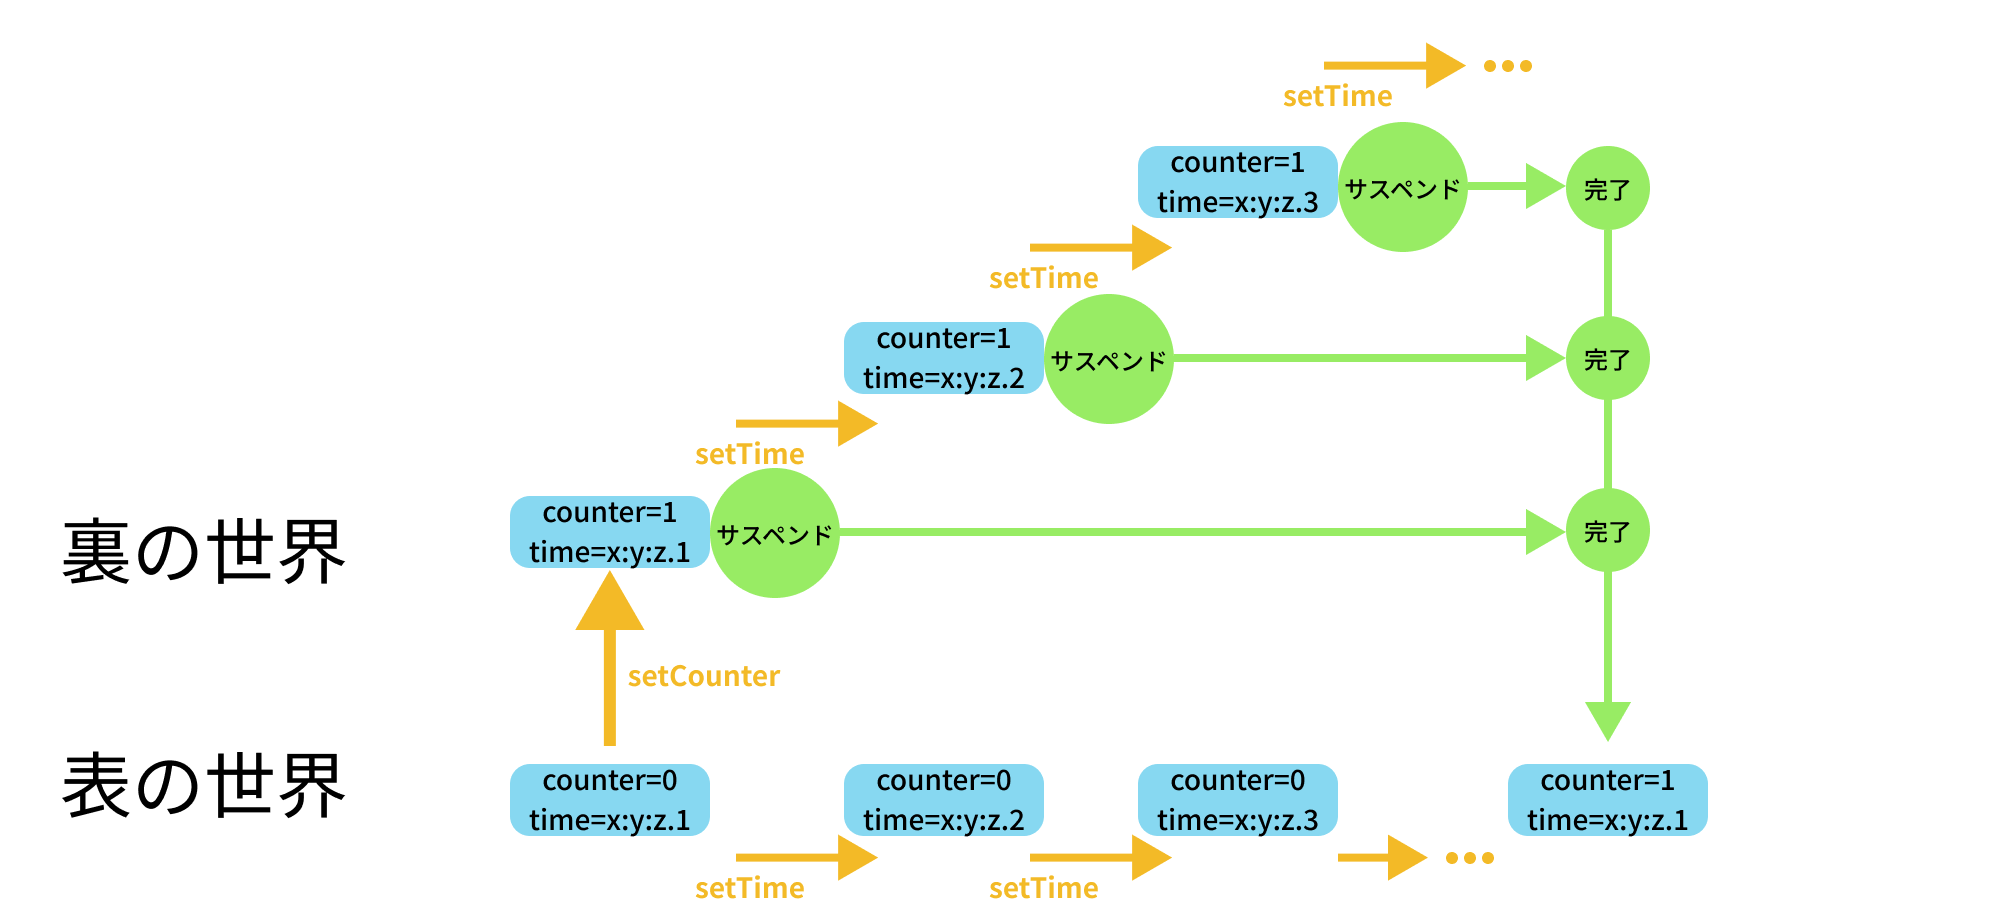 setTime
counter=1
time=x:y:z.3
サスペンド
完了
setTime
counter=1
time=x:y:z.2
サスペンド
完了
setTime
counter=1
time=x:y:z.1
サスペンド
完了
裏の世界
setCounter
表の世界
counter=0
time=x:y:z.1
counter=0
time=x:y:z.2
counter=0
time=x:y:z.3
counter=1
time=x:y:z.1
setTime
setTime